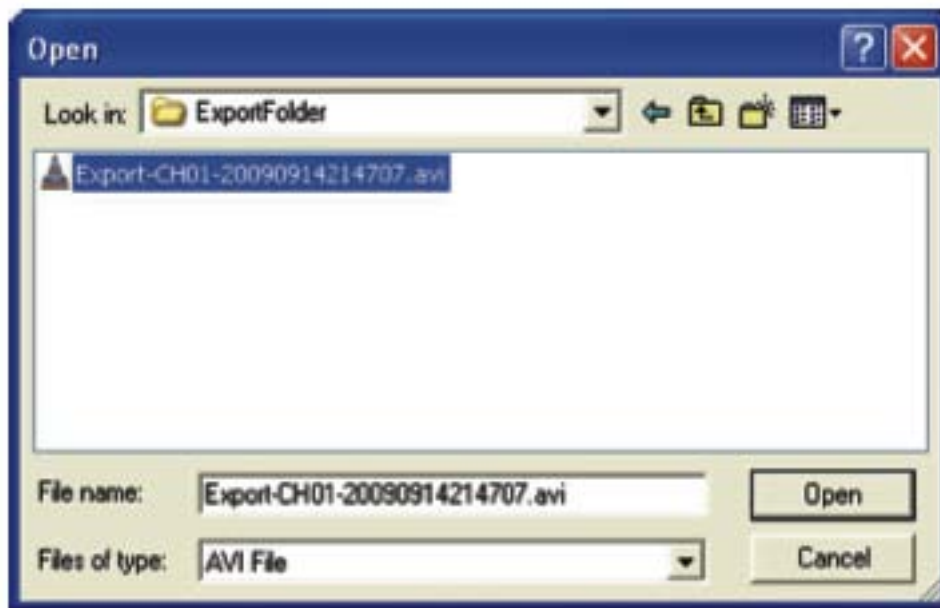 Open
Look in: ExportFolder
Export-CH01-20090914214707.avi
File name: Export-CH01-20090914214707.avi Open
Files of type: AVI File Cancel